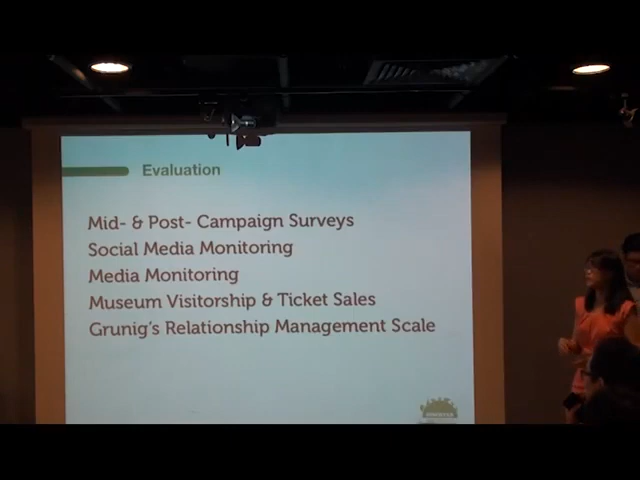 Evaluation
Mid- & Post- Campaign Surveys
Social Media Monitoring
Media Monitoring
Museum Visitorship & Ticket Sales
Grunig's Relationship Management Scale